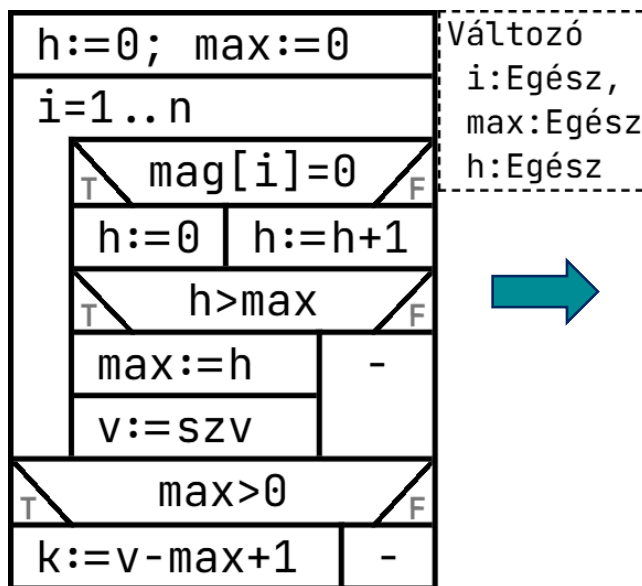 h:=0; max:=0
Változó
i:Egész,
max:Egész
h:Egész
i=1..n
T mag[i]=0 F
h:=0 h:=h+1
T h>max F
max:=h -
v:=szv
T max>0 F
k:=v-max+1 -